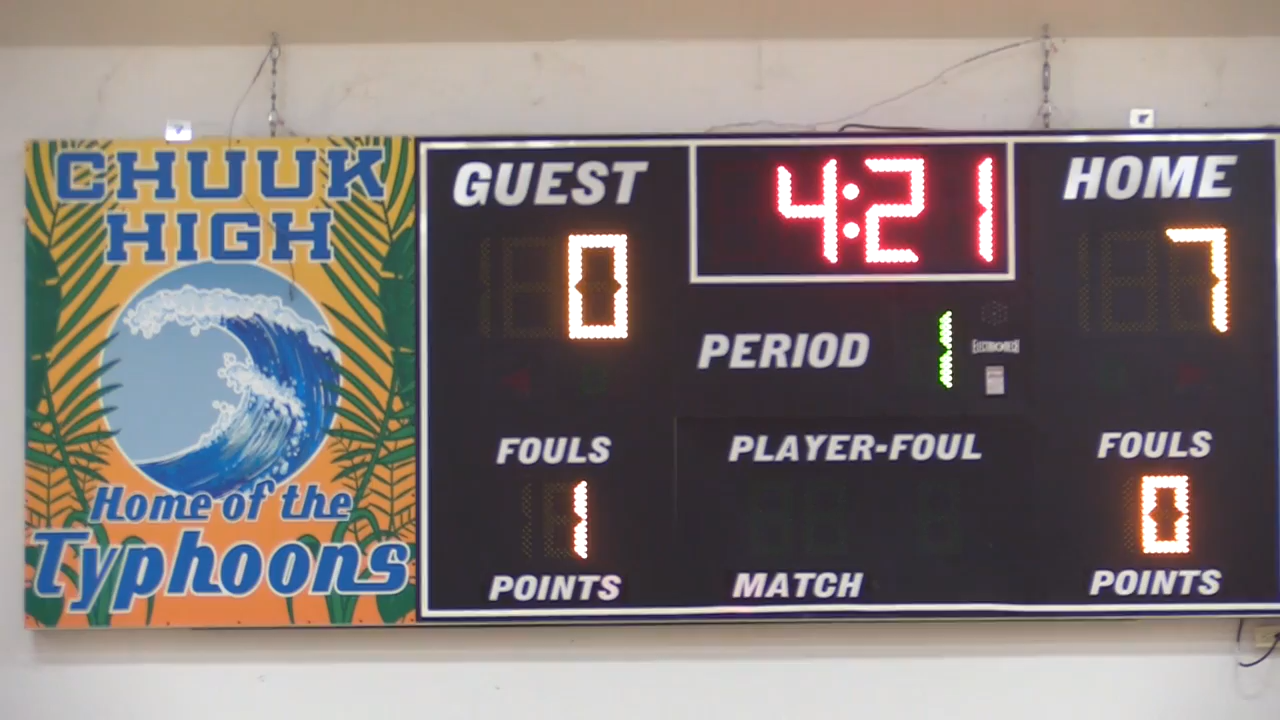 CHUUK
HIGH
Home of the
Typhoons
GUEST
4:21
HOME
0
7
PERIOD 1
FOULS
PLAYER-FOUL
FOULS
1
0
POINTS
MATCH
POINTS